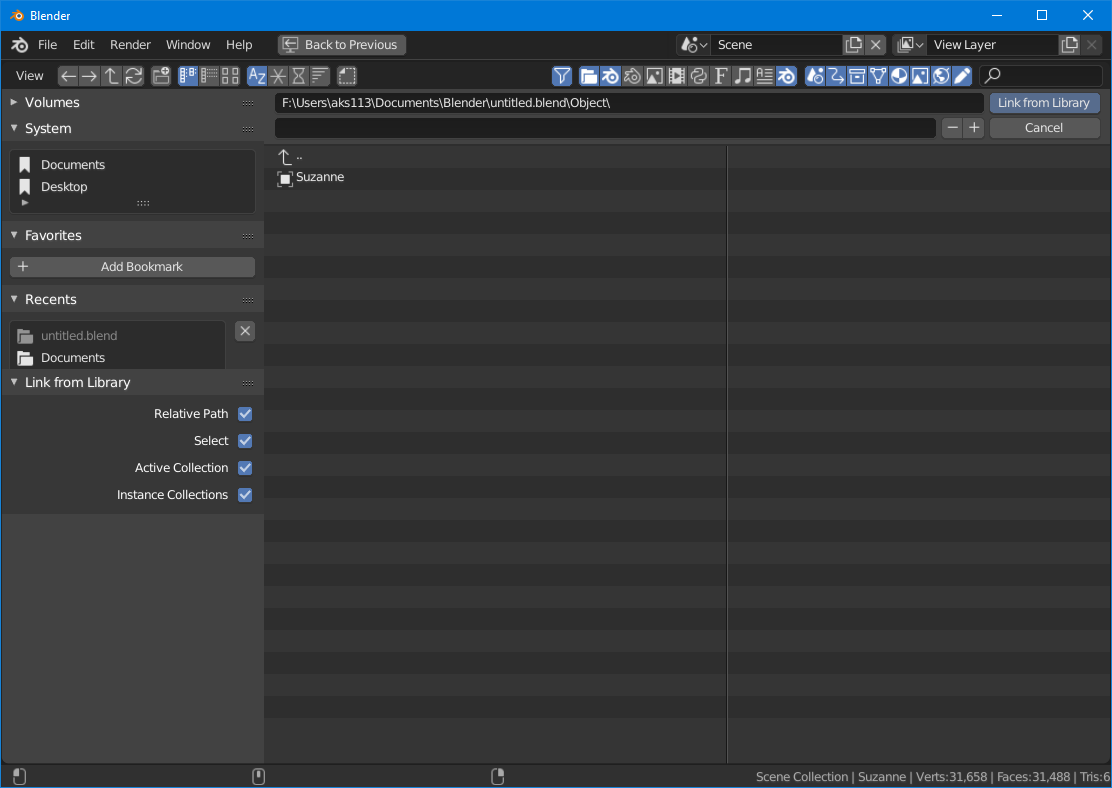 Blender
File Edit Render Window Help Back to Previous Scene View Layer
View
Volumes
F:\Users\aks113\Documents\Blender\untitled.blend\Object\
Link from Library
System
Cancel
Documents
Desktop
..
Suzanne
Favorites
Add Bookmark
Recents
untitled.blend
Documents
Link from Library
Relative Path
Select
Active Collection
Instance Collections
Scene Collection | Suzanne | Verts:31,658 | Faces:31,488 | Tris:6